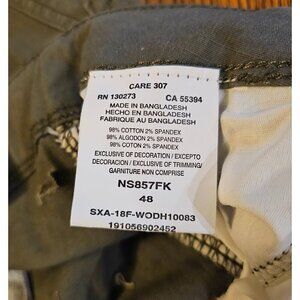 CARE 307
RN 130273 CA 55394
MADE IN BANGLADESH
HECHO EN BANGLADESH
FABRIQUE AU BANGLADESH
98% COTTON 2% SPANDEX
98% ALGODON 2% SPANDEX
98% COTON 2% SPANDEX
EXCLUSIVE OF DECORATION / EXCEPTO
DECORACION / EXCLUSIVE OF TRIMMING/
GARNITURE NON COMPRISE
NS857FK
48
SXA-18F-WODH10083
191056902452